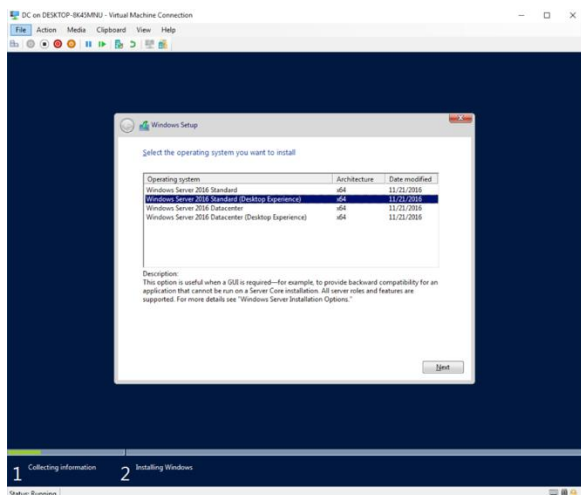 DC on DESKTOP-8K45MNU - Virtual Machine Connection
File Action Media Clipboard View Help
Windows Setup
Select the operating system you want to install
Operating system Architecture Date modified
Windows Server 2016 Standard x64 11/21/2016
Windows Server 2016 Standard (Desktop Experience) x64 11/21/2016
Windows Server 2016 Datacenter x64 11/21/2016
Windows Server 2016 Datacenter (Desktop Experience) x64 11/21/2016
Description:
This option is useful when a GUI is required—for example, to provide backward compatibility for an
application that cannot be run on a Server Core installation. All server roles and features are
supported. For more details see "Windows Server Installation Options."
Next
1 Collecting information 2 Installing Windows
Status: Running